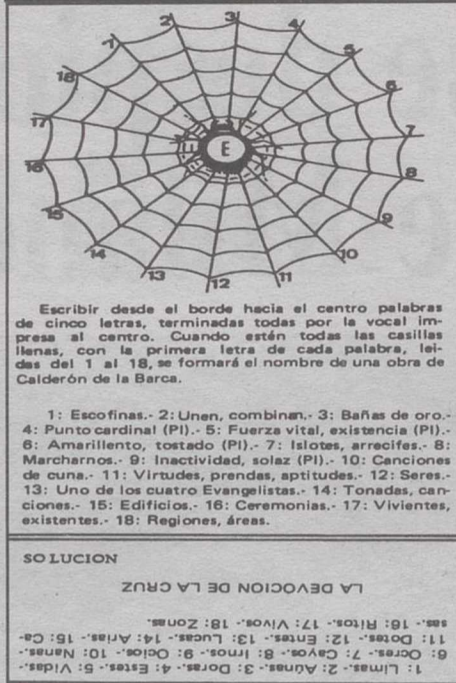 1
2
3
4
5
6
7
8
9
10
11
12
13
14
15
16
17
18
E
Escribir desde el borde hacia el centro palabras
de cinco letras, terminadas todas por la vocal im-
presa al centro. Cuando estén todas las casillas
llenas, con la primera letra de cada palabra, leí-
das del 1 al 18, se formará el nombre de una obra de
Calderón de la Barca.
1: Escofinas.- 2: Unen, combinan.- 3: Bañas de oro.-
4: Punto cardinal (Pl).- 5: Fuerza vital, existencia (Pl).-
6: Amarillento, tostado (Pl).- 7: Islotes, arrecifes.- 8:
Marcharnos.- 9: Inactividad, solaz (Pl).- 10: Canciones
de cuna.- 11: Virtudes, prendas, aptitudes.- 12: Seres.-
13: Uno de los cuatro Evangelistas.- 14: Tonadas, can-
ciones.- 15: Edificios.- 16: Ceremonias.- 17: Vivientes,
existentes.- 18: Regiones, áreas.
SOLUCION
LA DEVOCION DE LA CRUZ
1: Limas.- 2: Aúnas.- 3: Doras.- 4: Estes.- 5: Vidas.-
6: Ocres.- 7: Cayos.- 8: Irnos.- 9: Ocios.- 10: Nanas.-
11: Dotes.- 12: Entes.- 13: Lucas.- 14: Arias.- 15: Ca-
sas.- 16: Ritos.- 17: Vivos.- 18: Zonas.